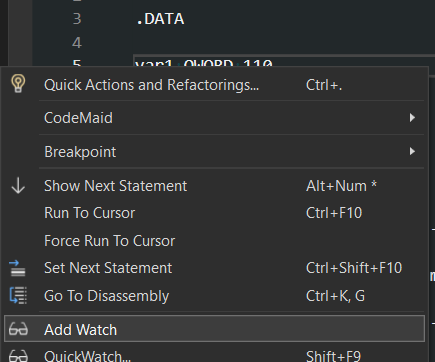 3
.DATA
4
5 var1 QWORD 110
Quick Actions and Refactorings... Ctrl+.
CodeMaid
Breakpoint
Show Next Statement Alt+Num *
Run To Cursor Ctrl+F10
Force Run To Cursor
Set Next Statement Ctrl+Shift+F10
Go To Disassembly Ctrl+K, G
Add Watch
QuickWatch... Shift+F9